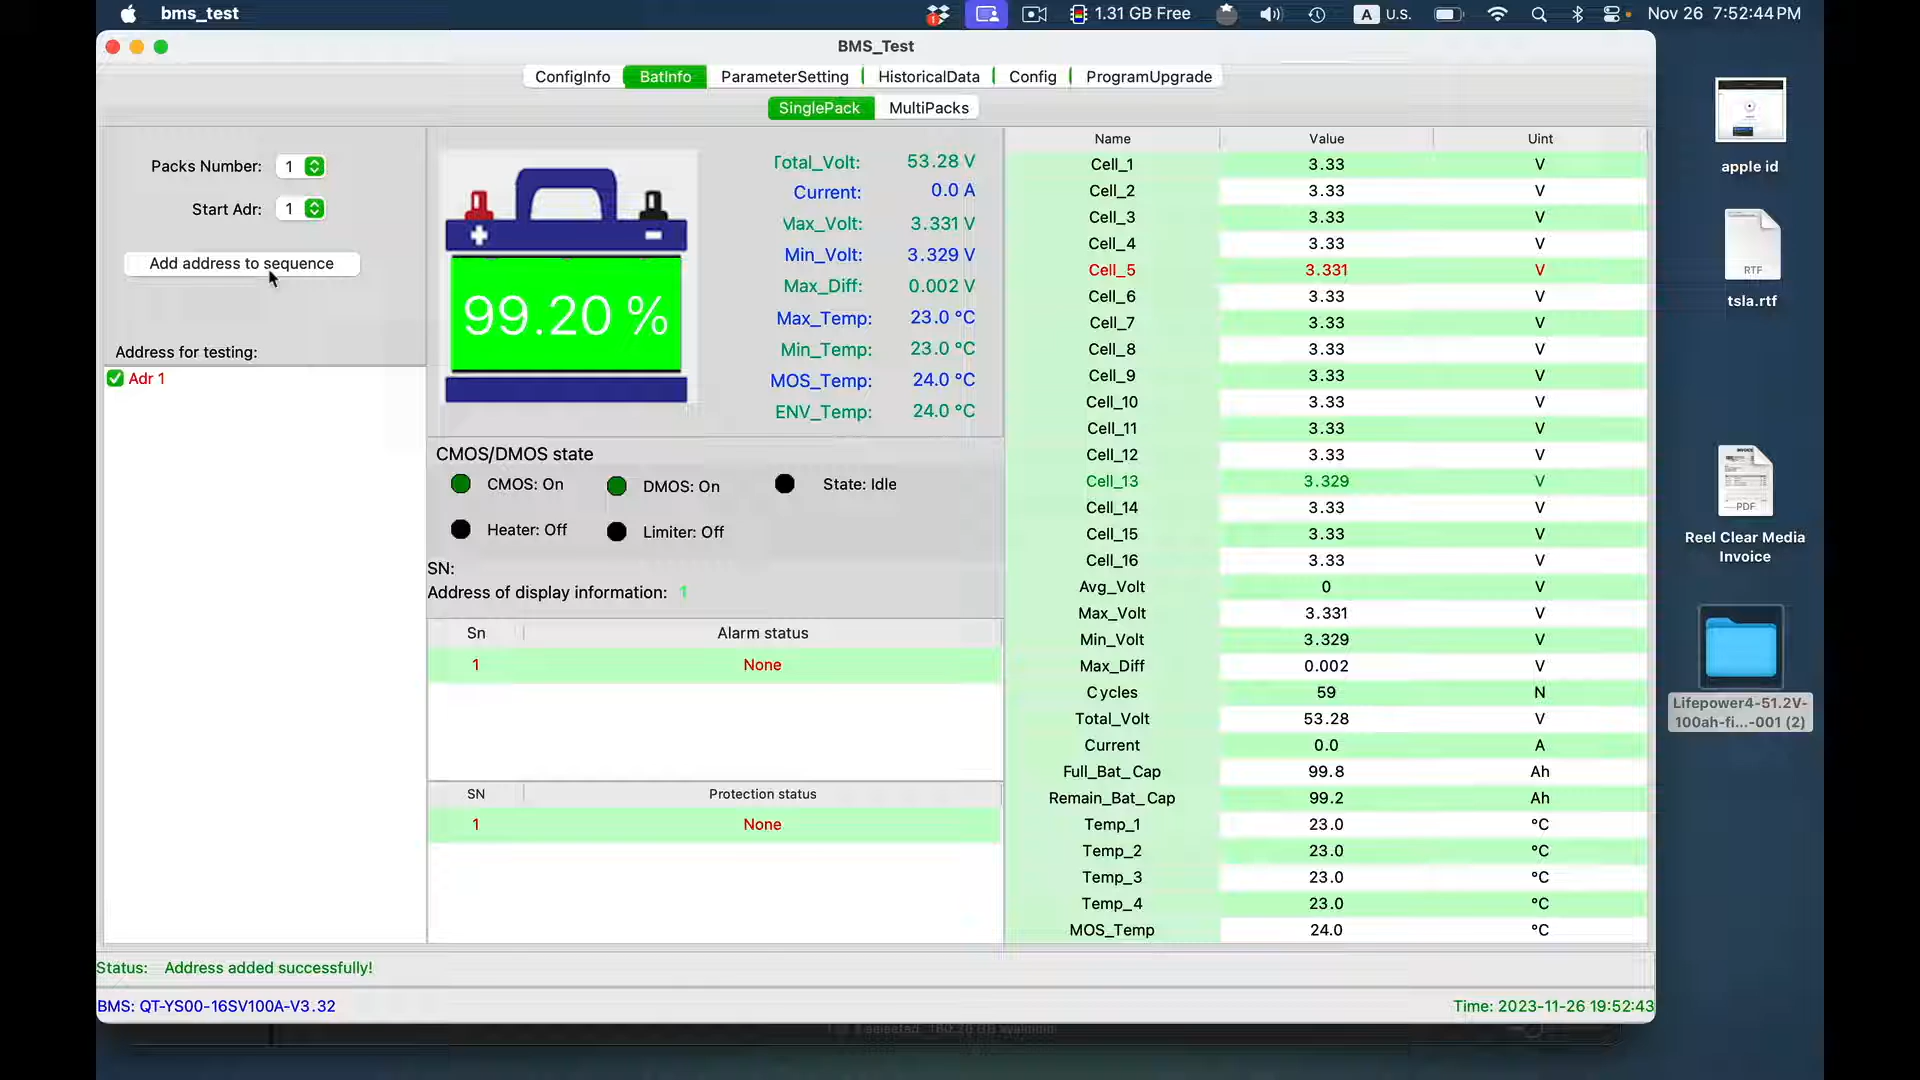 bms_test
1.31 GB Free
A U.S.
Nov 26 7:52:44 PM
BMS_Test
ConfigInfo BatInfo ParameterSetting HistoricalData Config ProgramUpgrade
SinglePack MultiPacks
Packs Number: 1
Start Adr: 1
Add address to sequence
Address for testing:
Adr 1
99.20 %
Total_Volt: 53.28 V
Current: 0.0 A
Max_Volt: 3.331 V
Min_Volt: 3.329 V
Max_Diff: 0.002 V
Max_Temp: 23.0 °C
Min_Temp: 23.0 °C
MOS_Temp: 24.0 °C
ENV_Temp: 24.0 °C
CMOS/DMOS state
CMOS: On DMOS: On State: Idle
Heater: Off Limiter: Off
SN:
Address of display information: 1
Sn Alarm status
1 None
SN Protection status
1 None
Name Value Uint
Cell_1 3.33 V
Cell_2 3.33 V
Cell_3 3.33 V
Cell_4 3.33 V
Cell_5 3.331 V
Cell_6 3.33 V
Cell_7 3.33 V
Cell_8 3.33 V
Cell_9 3.33 V
Cell_10 3.33 V
Cell_11 3.33 V
Cell_12 3.33 V
Cell_13 3.329 V
Cell_14 3.33 V
Cell_15 3.33 V
Cell_16 3.33 V
Avg_Volt 0 V
Max_Volt 3.331 V
Min_Volt 3.329 V
Max_Diff 0.002 V
Cycles 59 N
Total_Volt 53.28 V
Current 0.0 A
Full_Bat_Cap 99.8 Ah
Remain_Bat_Cap 99.2 Ah
Temp_1 23.0 °C
Temp_2 23.0 °C
Temp_3 23.0 °C
Temp_4 23.0 °C
MOS_Temp 24.0 °C
Status: Address added successfully!
BMS: QT-YS00-16SV100A-V3.32
Time: 2023-11-26 19:52:43
apple id
RTF
tsla.rtf
INVOICE
PDF
Reel Clear Media
Invoice
Lifepower4-51.2V-
100ah-fi...-001 (2)